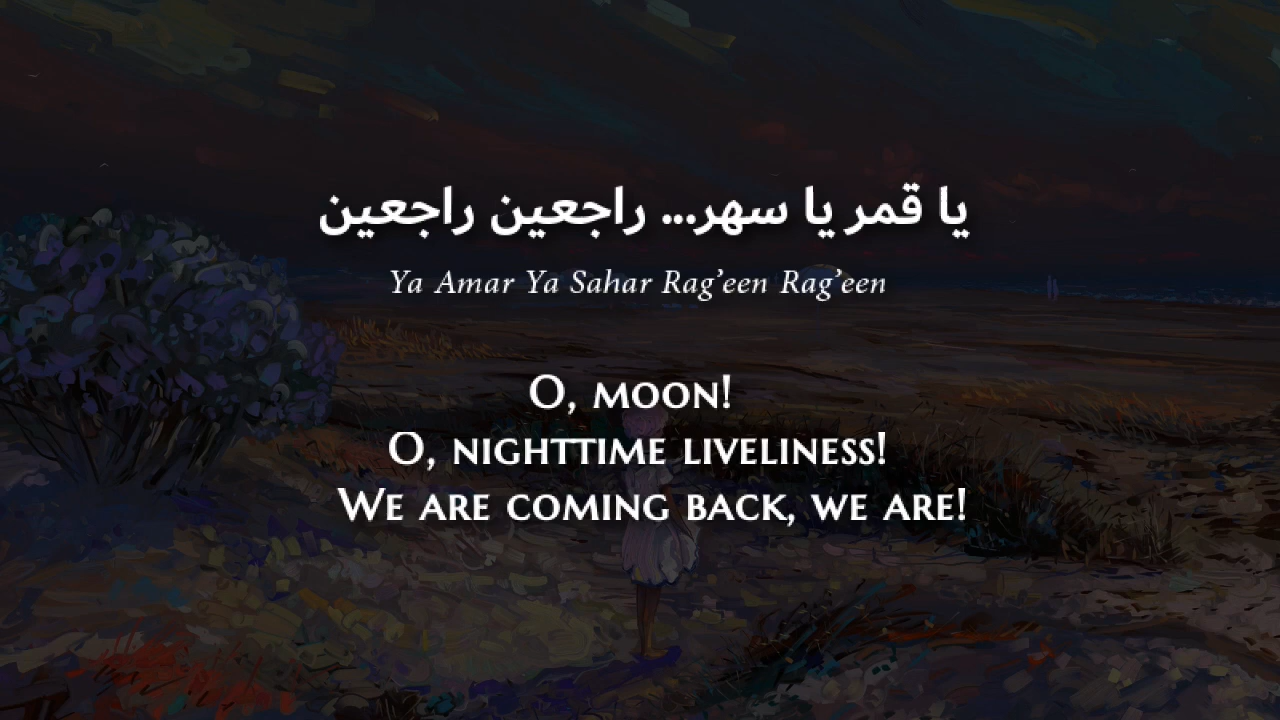 يا قمر يا سهر... راجعين راجعين
Ya Amar Ya Sahar Rag’een Rag’een
O, MOON!
O, NIGHTTIME LIVELINESS!
WE ARE COMING BACK, WE ARE!